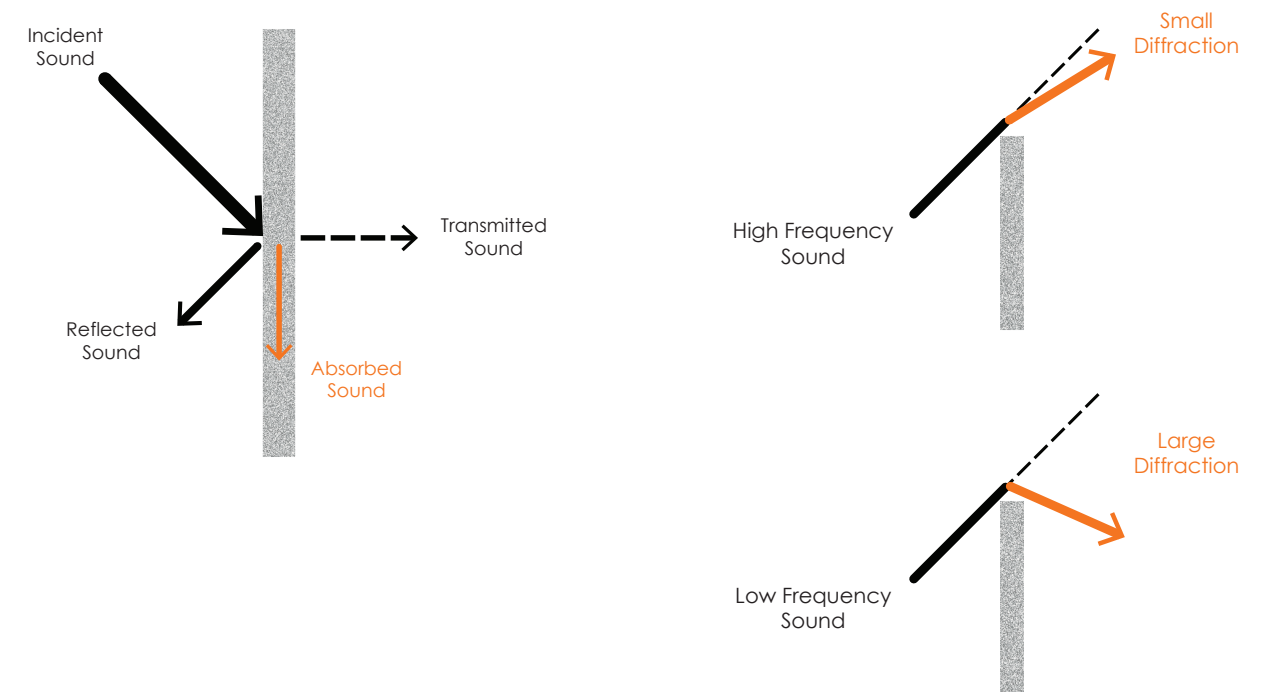 Incident
Sound
Transmitted
Sound
Reflected
Sound
Absorbed
Sound
Small
Diffraction
High Frequency
Sound
Large
Diffraction
Low Frequency
Sound